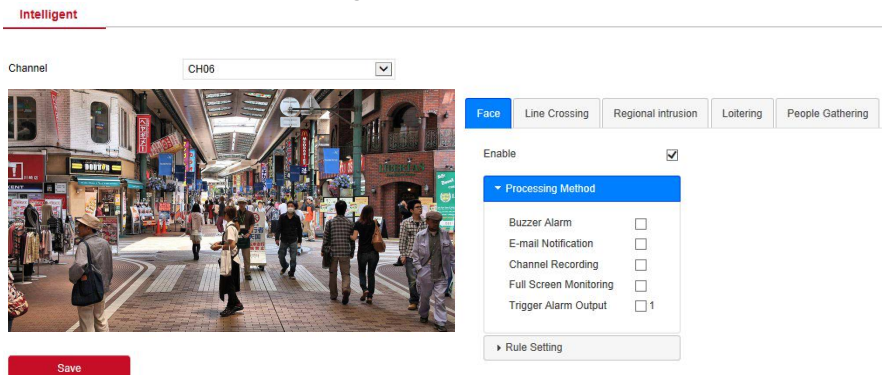 Intelligent
Channel
CH06
Face
Line Crossing
Regional intrusion
Loitering
People Gathering
Enable
Processing Method
Buzzer Alarm
E-mail Notification
Channel Recording
Full Screen Monitoring
Trigger Alarm Output
1
Rule Setting
Save